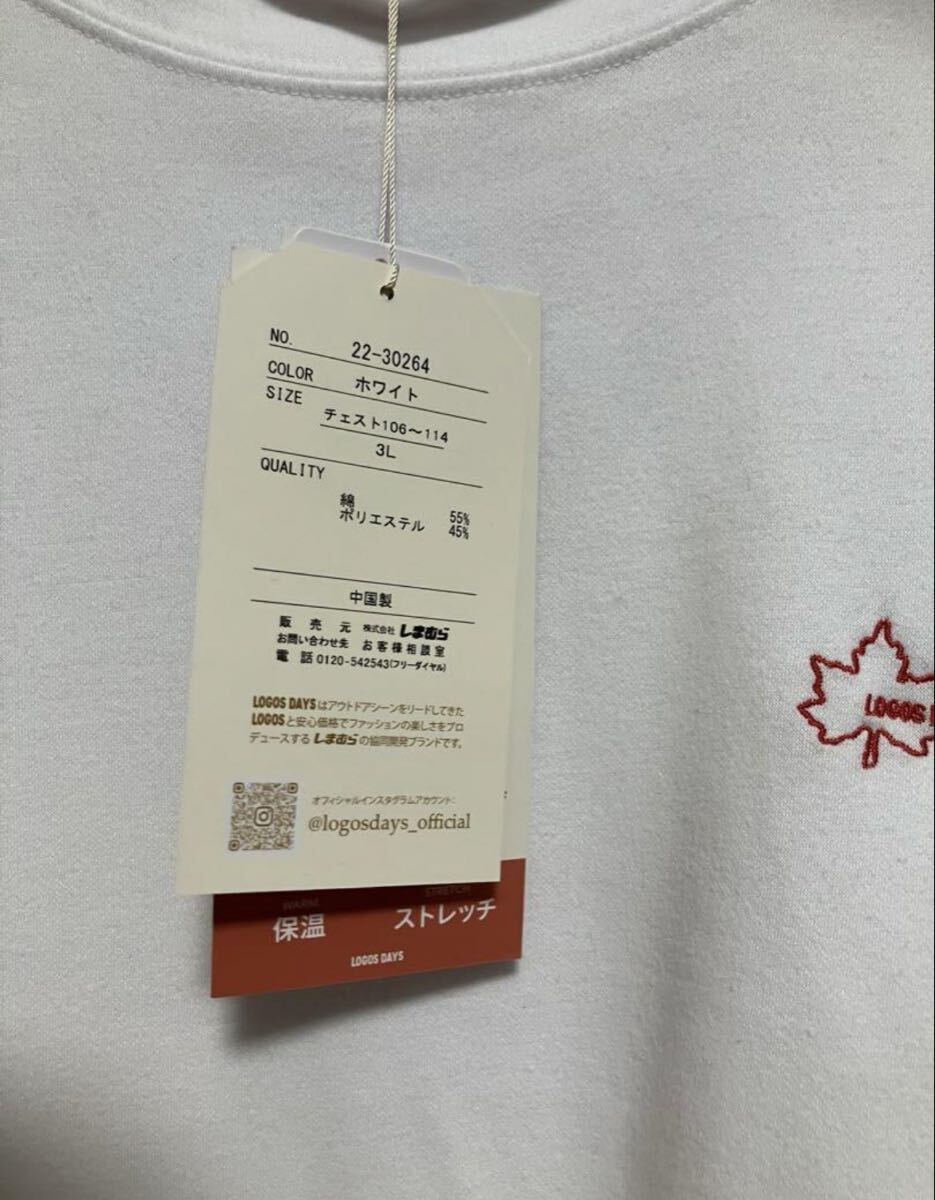 NO. 22-30264
COLOR ホワイト
SIZE チェスト106～114
3L
QUALITY
綿 55%
ポリエステル 45%
中国製
販売元 株式会社 しまむら
お問い合わせ先 お客様相談室
電話 0120-542543(フリーダイヤル)
LOGOS DAYSはアウトドアシーンをリードしてきた
LOGOSと安心価格でファッションの楽しさをプロ
デュースする しまむら の協同開発ブランドです。
オフィシャルインスタグラムアカウント:
@logosdays_official
WARM STRETCH
保温 ストレッチ
LOGOS DAYS
LOGOS